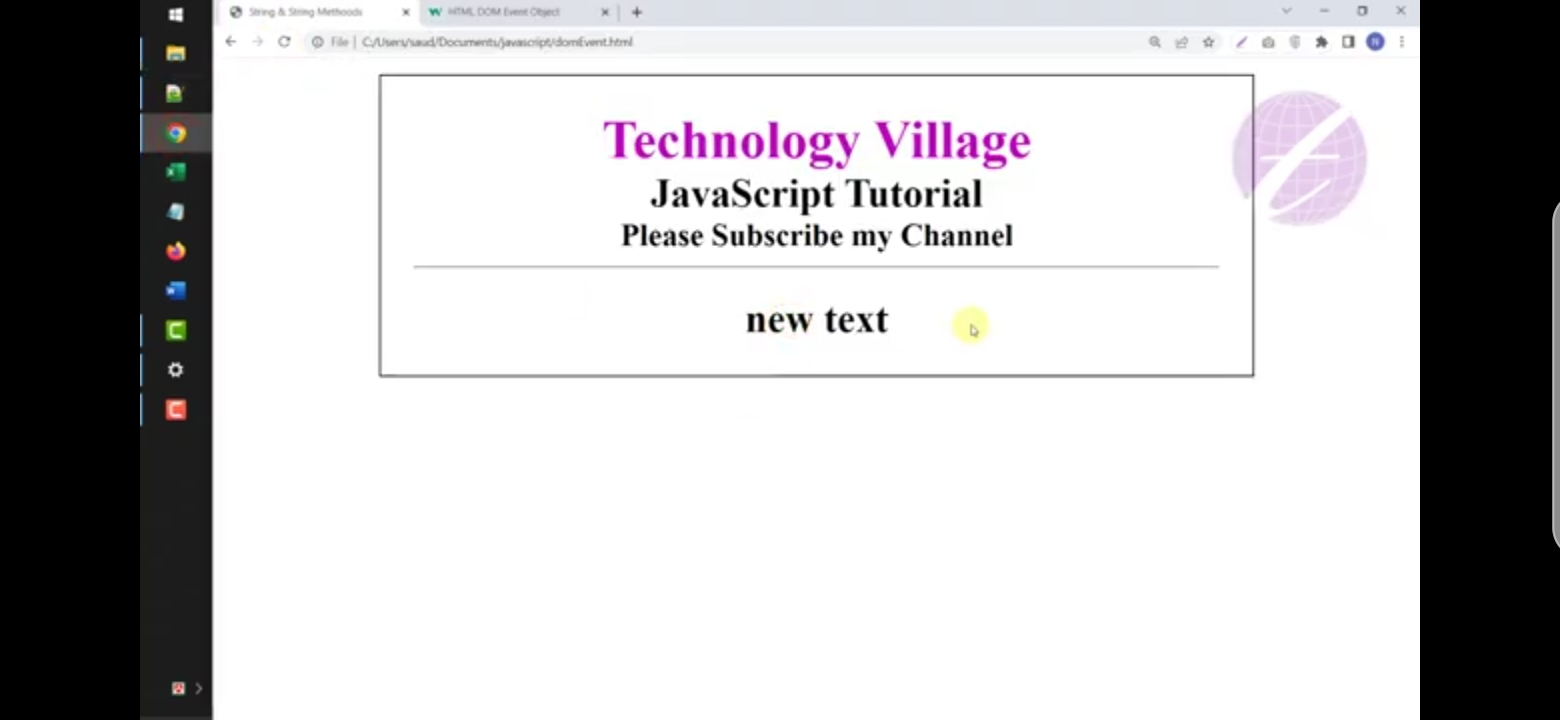 String & String Methoods
HTML DOM Event Object
File | C:/Users/saud/Documents/javascript/domEvent.html
Technology Village
JavaScript Tutorial
Please Subscribe my Channel
new text